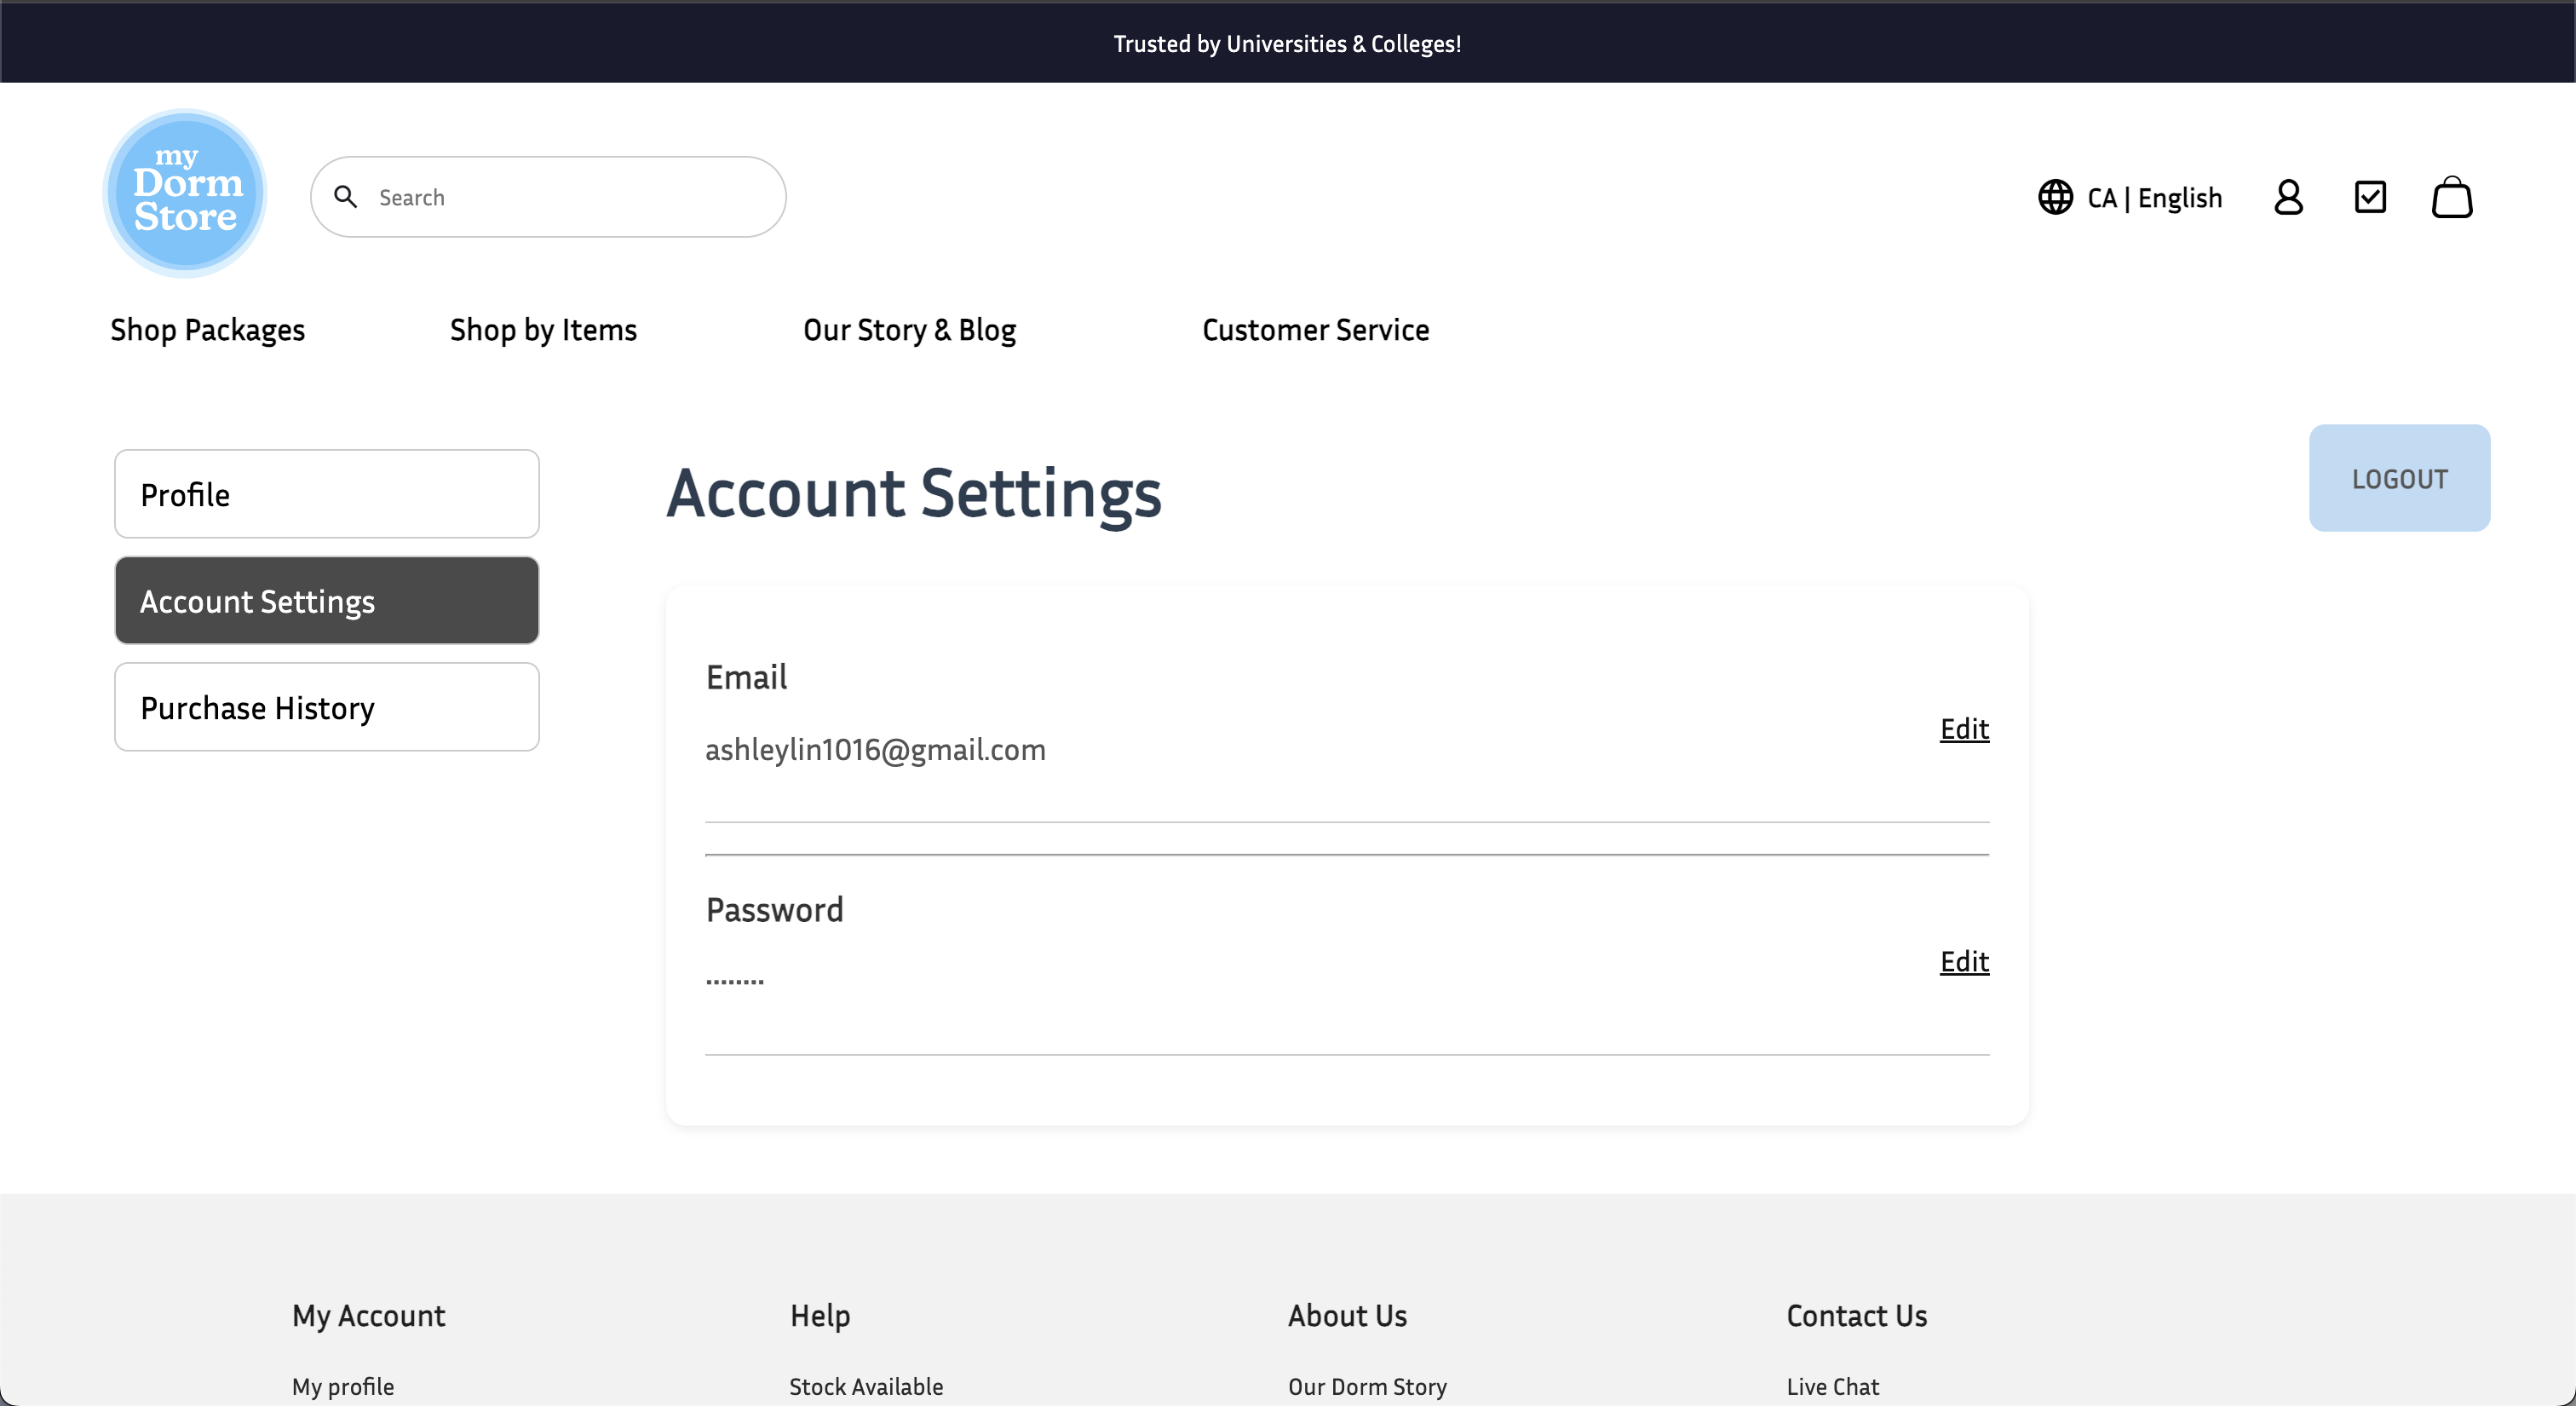 Trusted by Universities & Colleges!
my
Dorm
Store
Search
CA | English
Shop Packages
Shop by Items
Our Story & Blog
Customer Service
Profile
Account Settings
Purchase History
Account Settings
LOGOUT
Email
ashleylin1016@gmail.com
Edit
Password
........
Edit
My Account
My profile
Help
Stock Available
About Us
Our Dorm Story
Contact Us
Live Chat